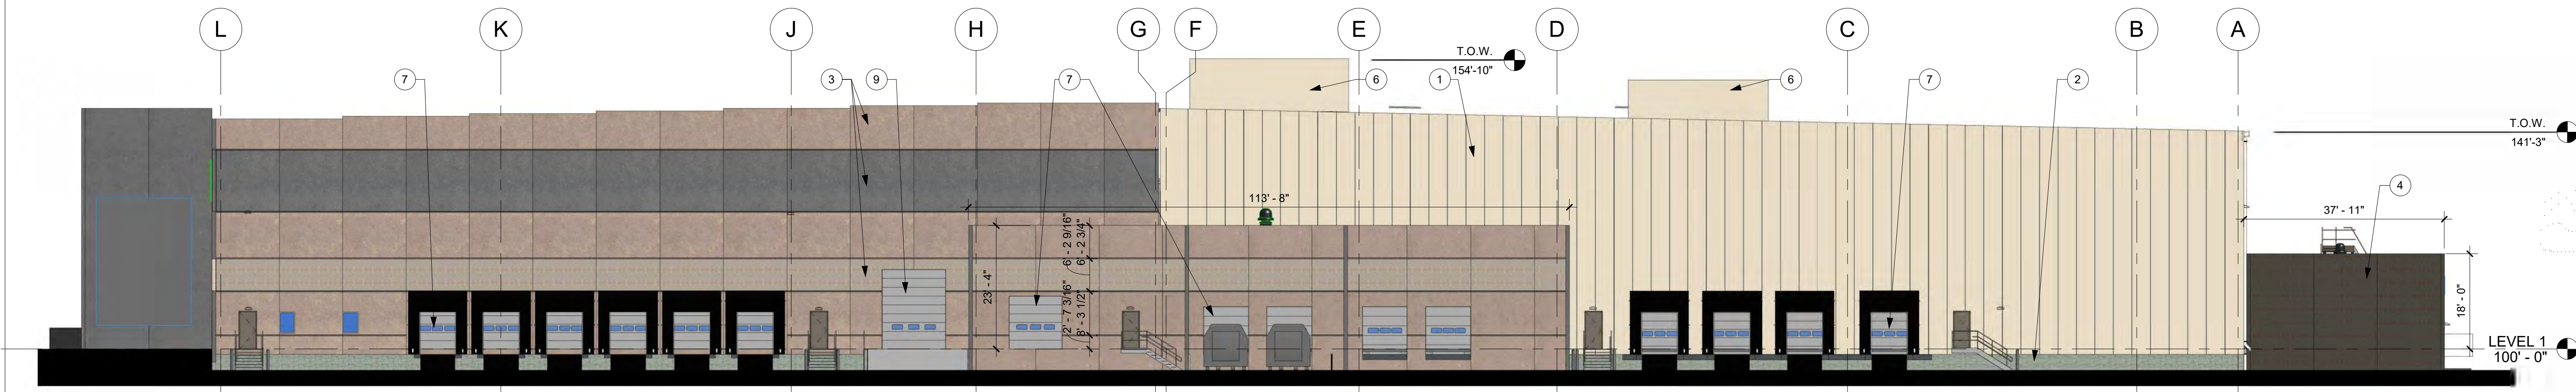 L
K
J
H
G
F
E
D
C
B
A
T.O.W.
154'-10"
7
3
9
7
6
1
6
7
2
T.O.W.
141'-3"
4
113' - 8"
37' - 11"
6' - 2 9/16"
6' - 2 3/4"
23' - 4"
2' - 7 3/16"
8' - 3 1/2"
18' - 0"
LEVEL 1
100' - 0"